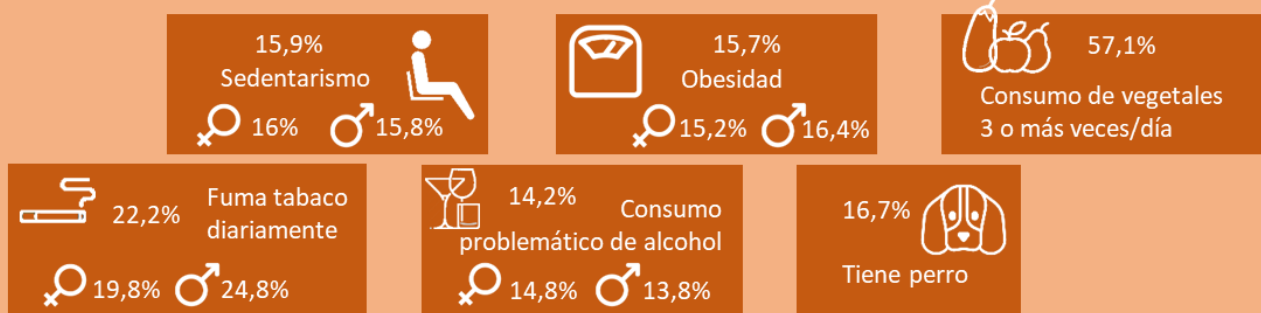 15,9%
Sedentarismo
16% 15,8%
15,7%
Obesidad
15,2% 16,4%
57,1%
Consumo de vegetales
3 o más veces/día
22,2% Fuma tabaco
diariamente
19,8% 24,8%
14,2% Consumo
problemático de alcohol
14,8% 13,8%
16,7%
Tiene perro